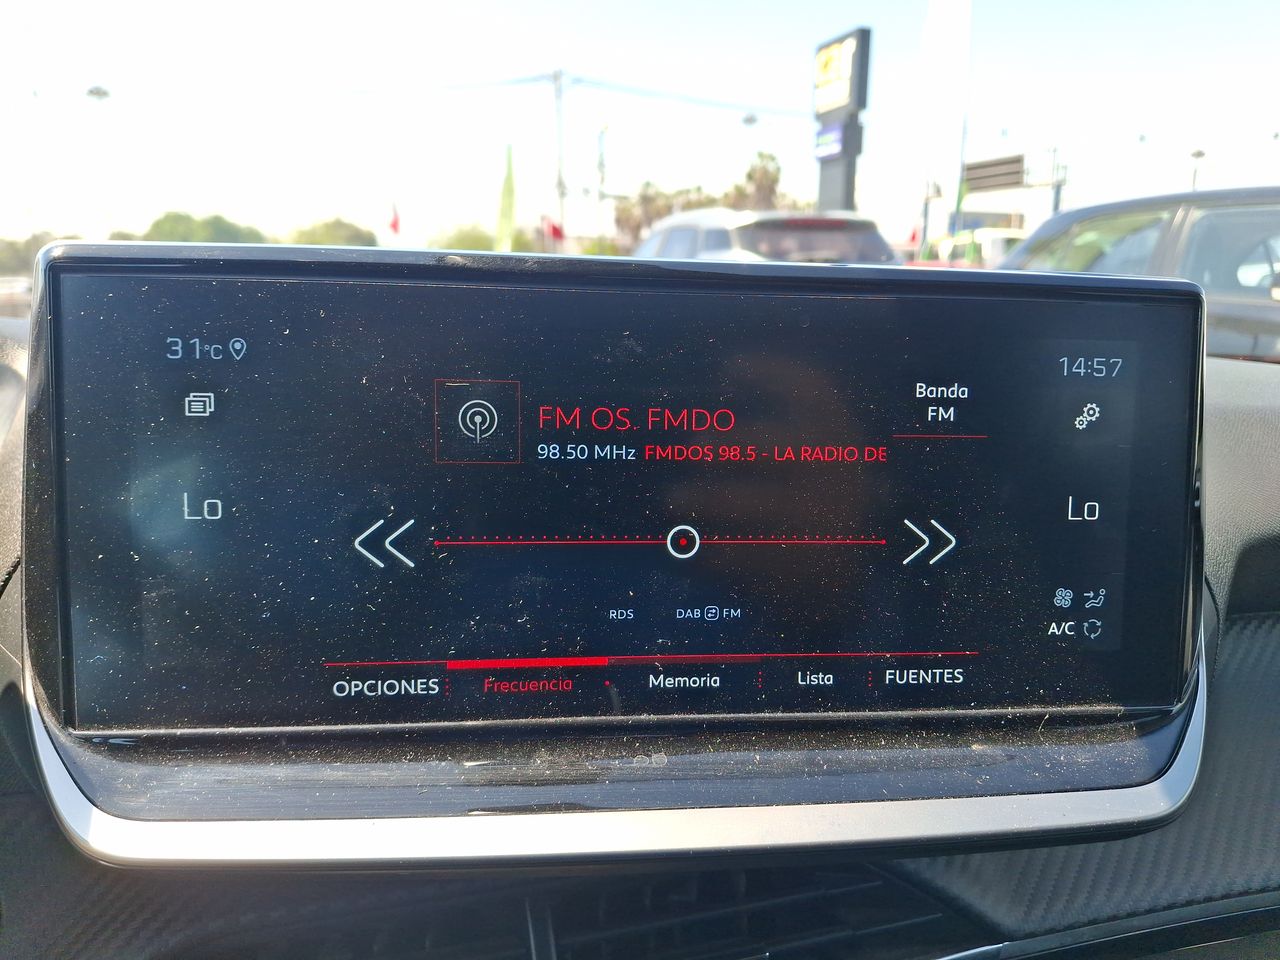 31°C
14:57
Banda
FM
FM OS. FMDO
98.50 MHz FMDOS 98.5 - LA RADIO DE
Lo
Lo
RDS
DAB FM
A/C
OPCIONES
Frecuencia
Memoria
Lista
FUENTES